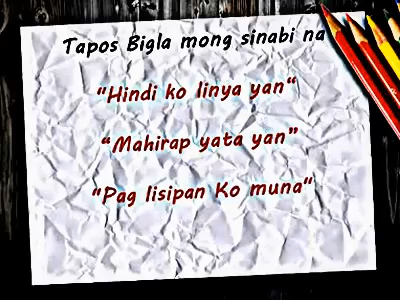 Tapos Bigla mong sinabi na
"Hindi ko linya yan"
"Mahirap yata yan"
"Pag Iisipan Ko muna"